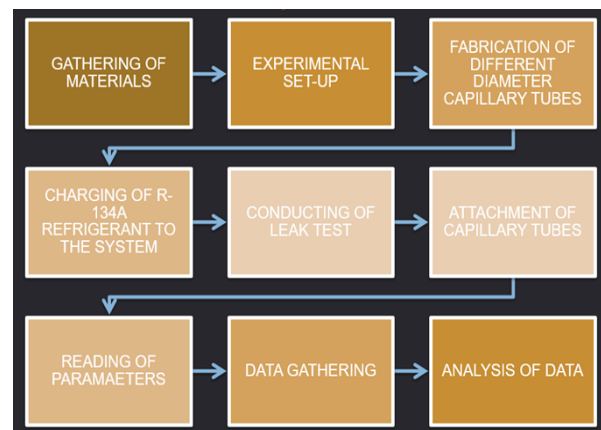 GATHERING OF
MATERIALS
EXPERIMENTAL
SET-UP
FABRICATION OF
DIFFERENT
DIAMETER
CAPILLARY TUBES
CHARGING OF R-
134A
REFRIGERANT TO
THE SYSTEM
CONDUCTING OF
LEAK TEST
ATTACHMENT OF
CAPILLARY TUBES
READING OF
PARAMAETERS
DATA GATHERING
ANALYSIS OF DATA